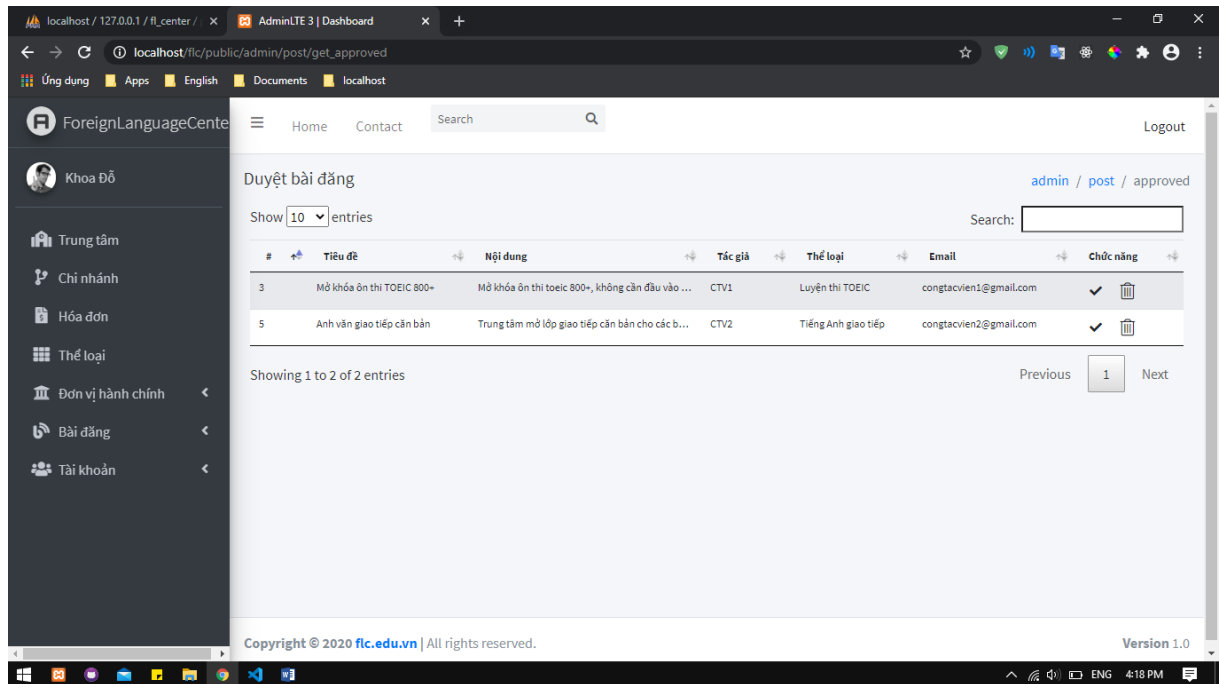 localhost / 127.0.0.1 / fl_center /
AdminLTE 3 | Dashboard
localhost/flc/public/admin/post/get_approved
Ứng dụng Apps English Documents localhost
ForeignLanguageCente
Home Contact Search Logout
Khoa Đỗ
Duyệt bài đăng
admin / post / approved
Show 10 entries
Search:
Trung tâm
Chi nhánh
Hóa đơn
Thể loại
Đơn vị hành chính
Bài đăng
Tài khoản
# Tiêu đề Nội dung Tác giả Thể loại Email Chức năng
3 Mở khóa ôn thi TOEIC 800+ Mở khóa ôn thi toeic 800+, không cần đầu vào ... CTV1 Luyện thi TOEIC congtacvien1@gmail.com
5 Anh văn giao tiếp căn bản Trung tâm mở lớp giao tiếp căn bản cho các b... CTV2 Tiếng Anh giao tiếp congtacvien2@gmail.com
Showing 1 to 2 of 2 entries
Previous 1 Next
Copyright © 2020 flc.edu.vn | All rights reserved.
Version 1.0
ENG 4:18 PM